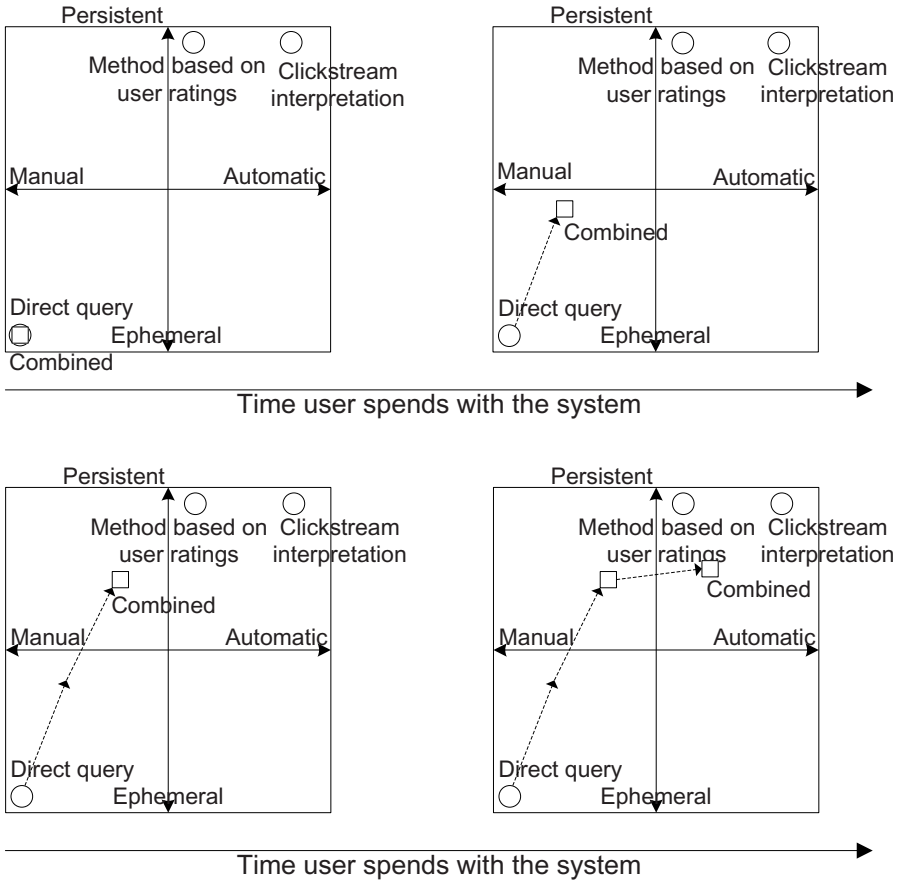 Persistent
Method based on
user ratings
Clickstream
interpretation
Manual
Automatic
Direct query
Ephemeral
Combined
Persistent
Method based on
user ratings
Clickstream
interpretation
Manual
Automatic
Combined
Direct query
Ephemeral
Time user spends with the system
Persistent
Method based on
user ratings
Clickstream
interpretation
Combined
Manual
Automatic
Direct query
Ephemeral
Persistent
Method based on
user ratings
Clickstream
interpretation
Combined
Manual
Automatic
Direct query
Ephemeral
Time user spends with the system